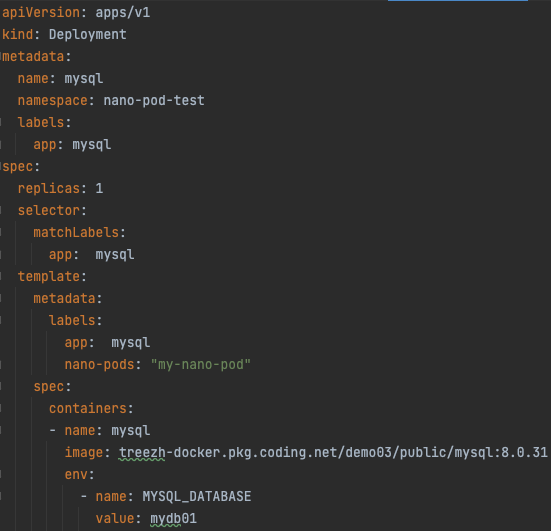 apiVersion: apps/v1
kind: Deployment
metadata:
  name: mysql
  namespace: nano-pod-test
  labels:
    app: mysql
spec:
  replicas: 1
  selector:
    matchLabels:
      app:  mysql
  template:
    metadata:
      labels:
        app:  mysql
        nano-pods: "my-nano-pod"
    spec:
      containers:
      - name: mysql
        image: treezh-docker.pkg.coding.net/demo03/public/mysql:8.0.31
        env:
          - name: MYSQL_DATABASE
            value: mydb01